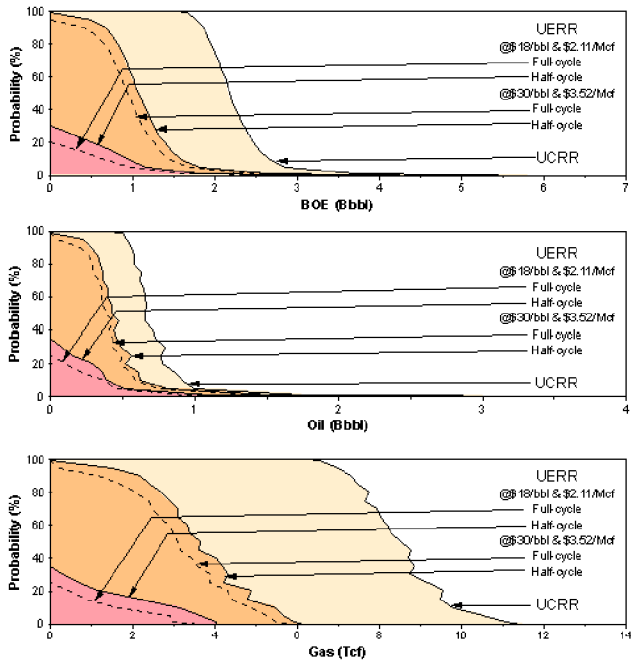 100
80
60
40
20
0
Probability (%)
UERR
@$18/bbl & $2.11/Mcf
Full-cycle
Half-cycle
@$30/bbl & $3.52/Mcf
Full-cycle
Half-cycle
UCRR
0 1 2 3 4 5 6 7
BOE (Bbbl)
100
80
60
40
20
0
Probability (%)
UERR
@$18/bbl & $2.11/Mcf
Full-cycle
Half-cycle
@$30/bbl & $3.52/Mcf
Full-cycle
Half-cycle
UCRR
0 1 2 3 4
Oil (Bbbl)
100
80
60
40
20
0
Probability (%)
UERR
@$18/bbl & $2.11/Mcf
Full-cycle
Half-cycle
@$30/bbl & $3.52/Mcf
Full-cycle
Half-cycle
UCRR
0 2 4 6 8 10 12 14
Gas (Tcf)